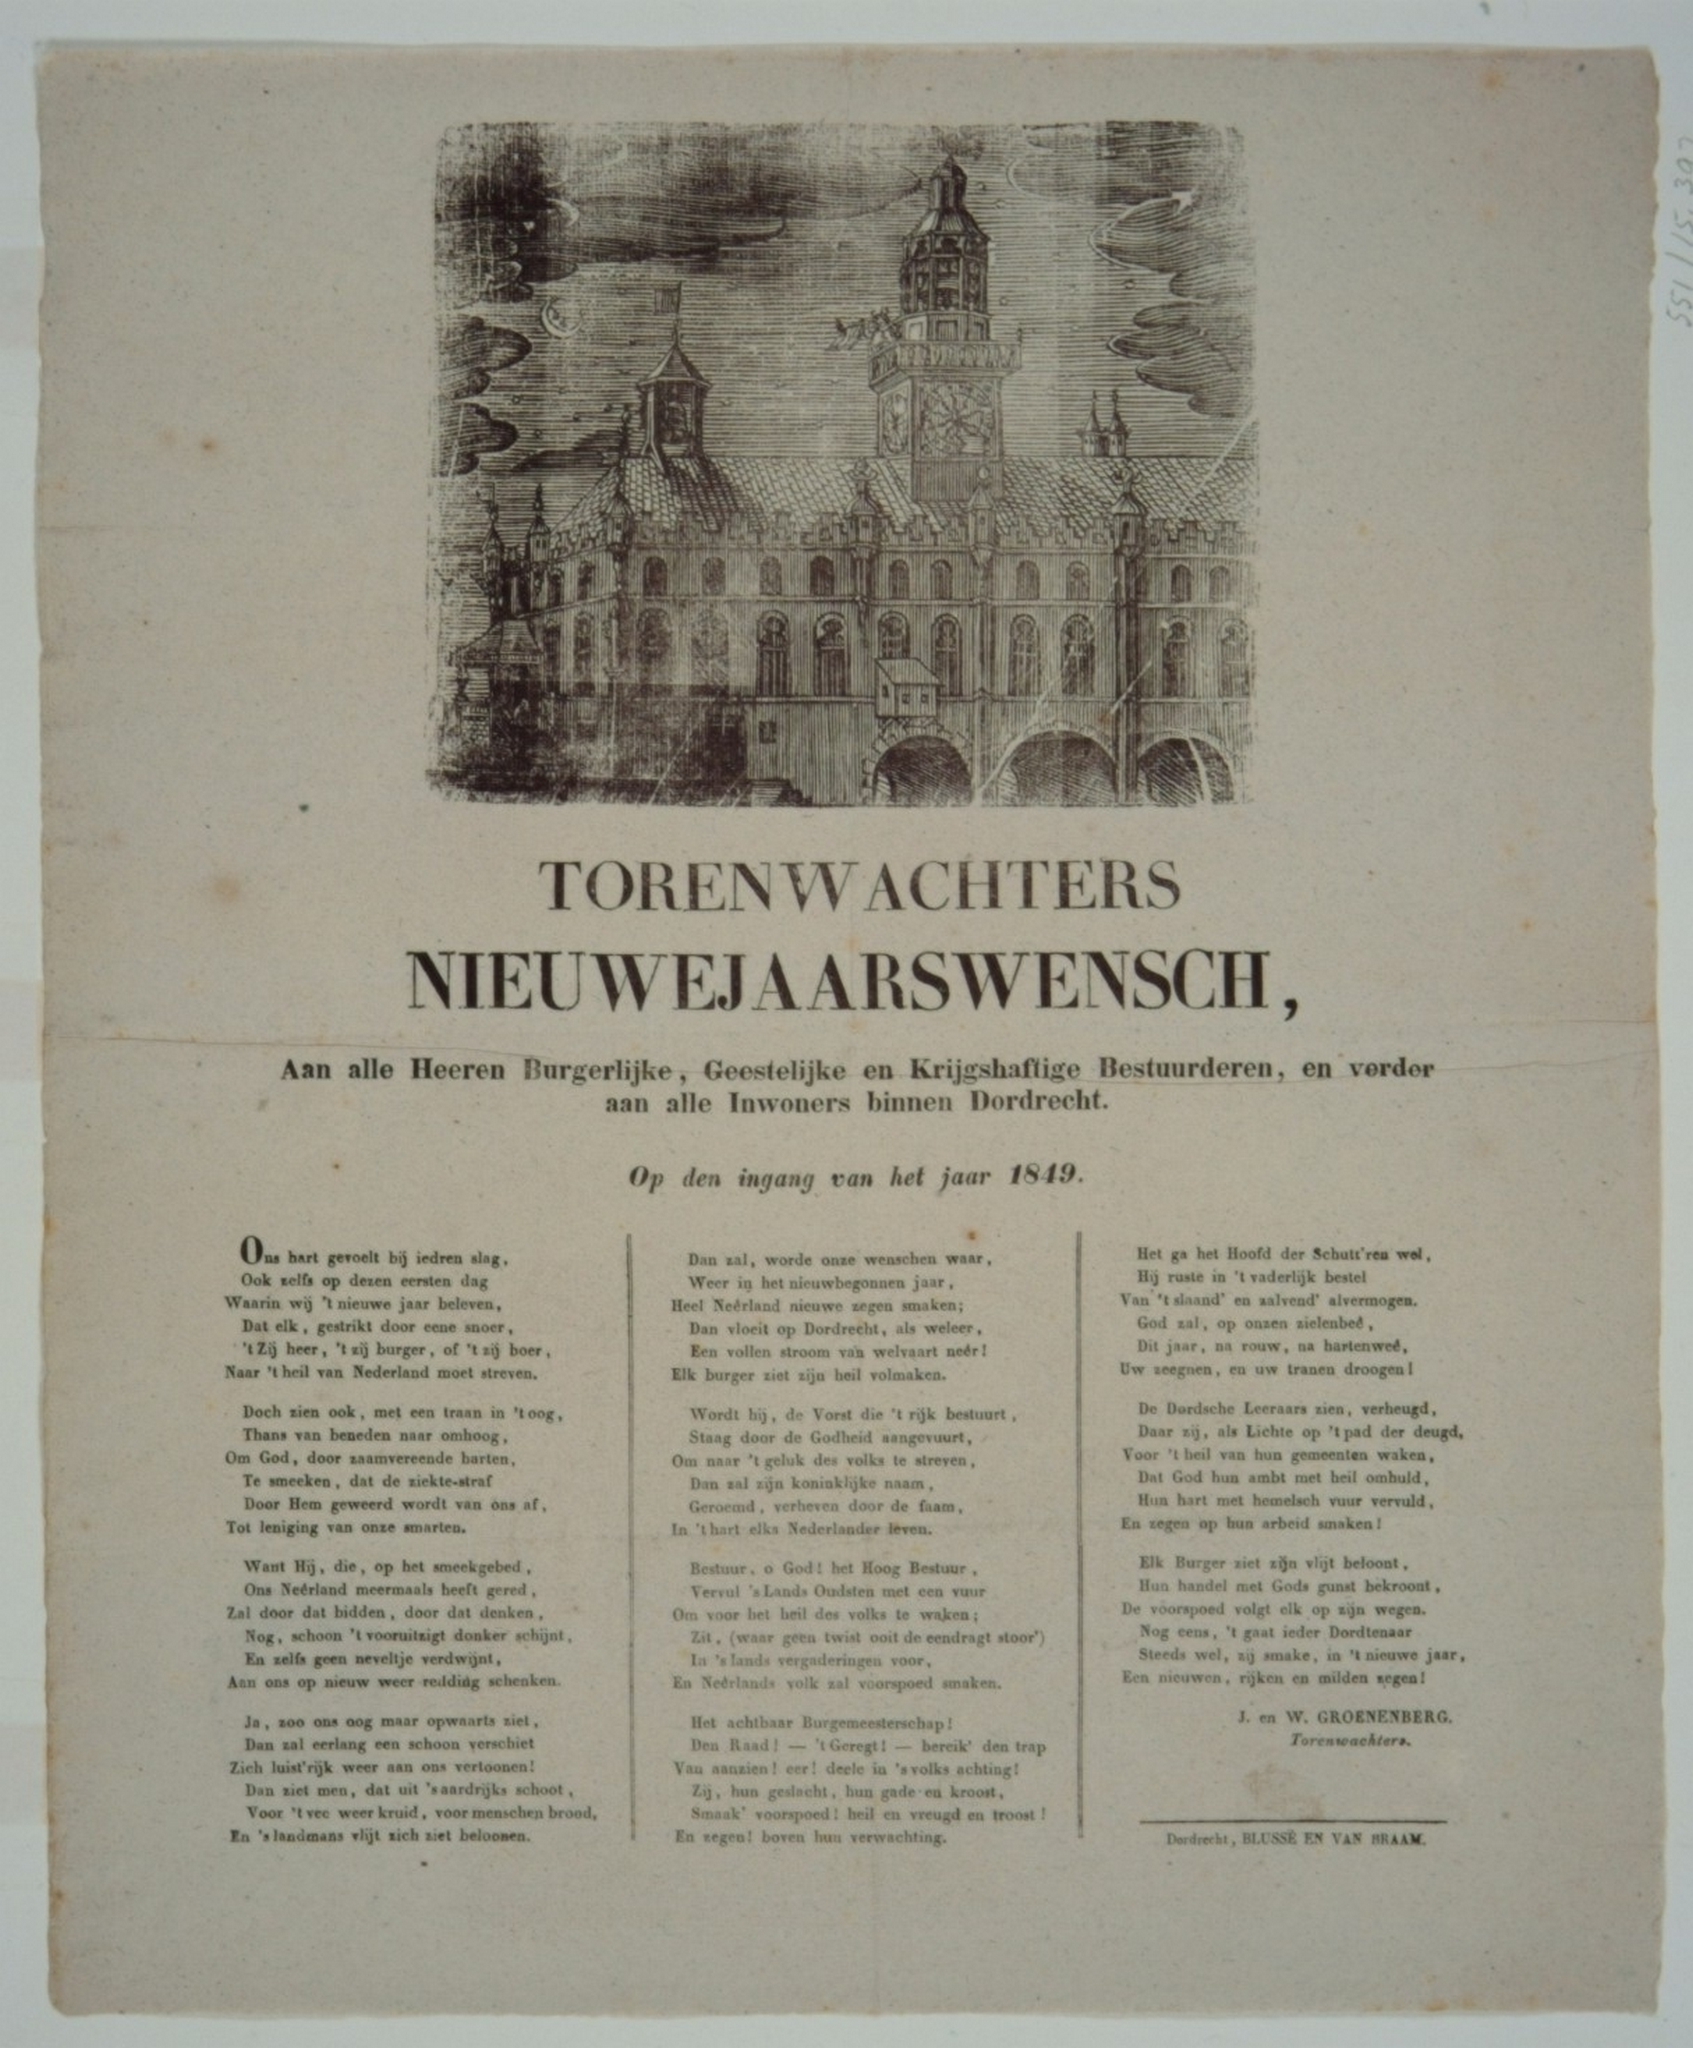 TORENWACHTERS
NIEUWEJAARSWENSCH,
Aan alle Heeren Burgerlijke, Geestelijke en Krijgshaftige Bestuurderen, en verder
aan alle Inwoners binnen Dordrecht.
Op den ingang van het jaar 1849.
Ons hart gevoelt bij iedren slag,
Ook zelfs op dezen eersten dag
Waarin wij 't nieuwe jaar beleven,
Dat elk, gestrikt door eene snoer,
't Zij heer, 't zij burger, of 't zij boer,
Naar 't heil van Nederland moet streven.
Doch zien ook, met een traan in 't oog,
Thans van beneden naar omhoog,
Om God, door zaamvereende harten,
Te smeeken, dat de ziekte-straf
Door Hem geweerd wordt van ons af,
Tot leniging van onze smarten.
Want Hij, die, op het smeekgebed,
Ons Neêrland meermaals heeft gered,
Zal door dat bidden, door dat denken,
Nog, schoon 't vooruitzigt donker schijnt,
En zelfs geen neveltje verdwijnt,
Aan ons op nieuw weer redding schenken.
Ja, zoo ons oog maar opwaarts ziet,
Dan zal eerlang een schoon verschiet
Zich luist'rijk weer aan ons vertoonen!
Dan ziet men, dat uit 's aardrijks schoot,
Voor 't vee weer kruid, voor menschen brood,
En 's landmans vlijt zich ziet beloonen.
Dan zal, worde onze wenschen waar,
Weer in het nieuwbegonnen jaar,
Heel Neêrland nieuwe zegen smaken;
Dan vloeit op Dordrecht, als weleer,
Een vollen stroom van welvaart neêr!
Elk burger ziet zijn heil volmaken.
Wordt hij, de Vorst die 't rijk bestuurt,
Staag door de Godheid aangevuurt,
Om naar 't geluk des volks te streven,
Dan zal zijn koninklijke naam,
Geroemd, verheven door de faam,
In 't hart elks Nederlander leven.
Bestuur, o God! het Hoog Bestuur,
Vervul 's Lands Oudsten met een vuur
Om voor het heil des volks te waken;
Zit, (waar geen twist ooit de eendragt stoor')
In 's lands vergaderingen voor,
En Neêrlands volk zal voorspoed smaken.
Het achtbaar Burgemeesterschap!
Den Raad! — 't Geregt! — bereik' den trap
Van aanzien! eer! deele in 's volks achting!
Zij, hun geslacht, hun gade en kroost,
Smaak' voorspoed! heil en vreugd en troost!
En zegen! boven hun verwachting.
Het ga het Hoofd der Schutt'ren wel,
Hij ruste in 't vaderlijk bestel
Van 't slaand' en zalvend' alvermogen.
God zal, op onzen zielenbeê,
Dit jaar, na rouw, na hartenweê,
Uw zeegnen, en uw tranen droogen!
De Dordsche Leeraars zien, verheugd,
Daar zij, als Lichte op 't pad der deugd,
Voor 't heil van hun gemeenten waken,
Dat God hun ambt met heil omhuld,
Hun hart met hemelsch vuur vervuld,
En zegen op hun arbeid smaken!
Elk Burger ziet zijn vlijt beloont,
Hun handel met Gods gunst bekroont,
De voorspoed volgt elk op zijn wegen.
Nog eens, 't gaat ieder Dordtenaar
Steeds wel, zij smake, in 't nieuwe jaar,
Een nieuwen, rijken en milden zegen!
J. en W. GROENENBERG.
Torenwachters.
Dordrecht, BLUSSÉ EN VAN BRAAM.